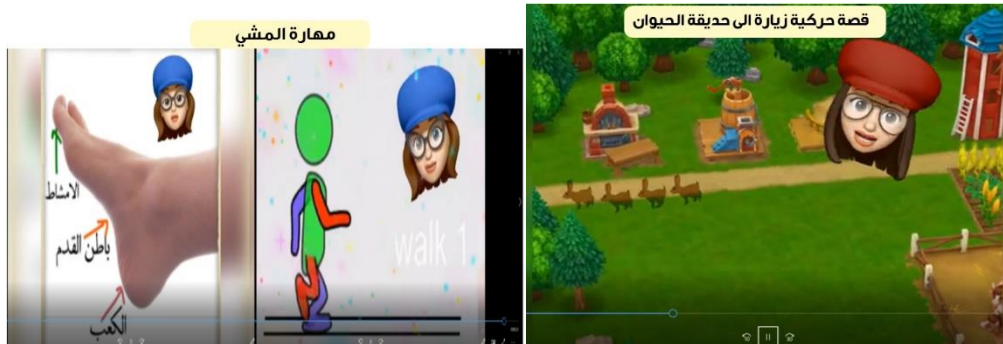 مهارة المشي
قصة حركية زيارة الى حديقة الحيوان
الامشاط
باطن القدم
الكعب
walk 1